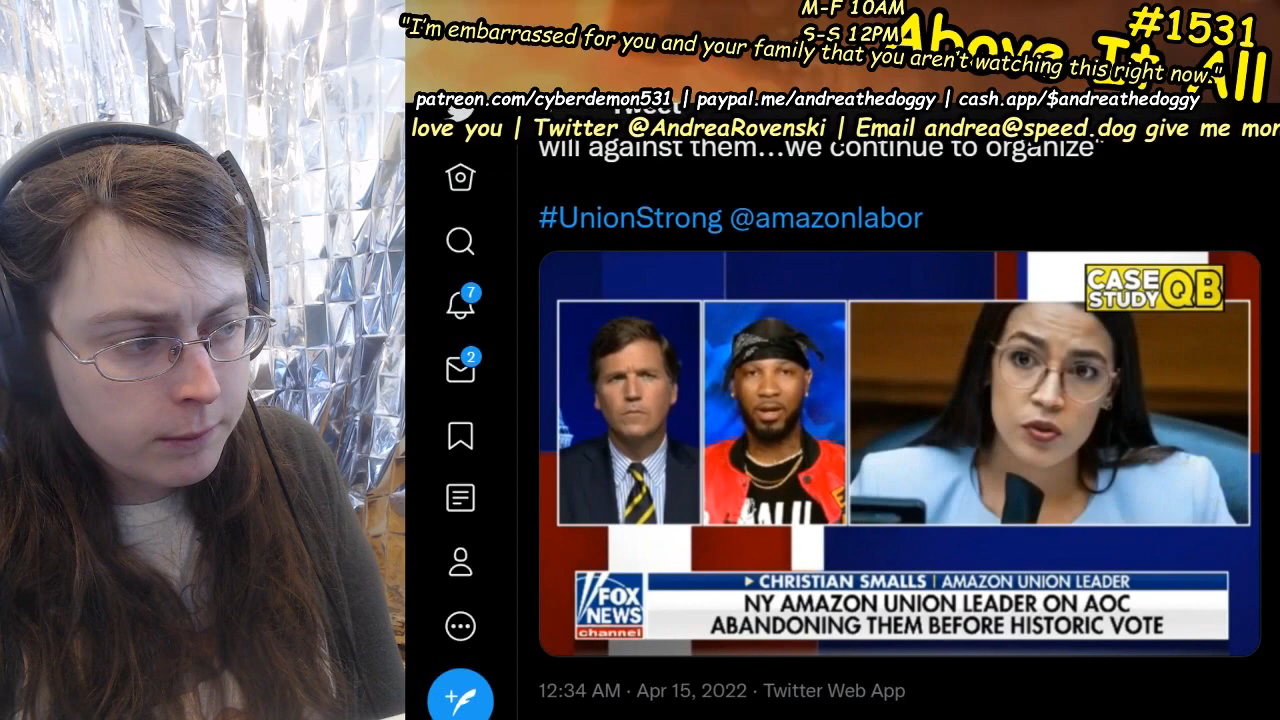 M-F 10AM
S-S 12PM
Above It All
#1531
"I'm embarrassed for you and your family that you aren't watching this right now."
patreon.com/cyberdemon531 | paypal.me/andreathedoggy | cash.app/$andreathedoggy
Tweet
love you | Twitter @AndreaRovenski | Email andrea@speed.dog give me mor
will against them...we continue to organize"
#UnionStrong @amazonlabor
CASE
STUDY QB
7
2
CHRISTIAN SMALLS | AMAZON UNION LEADER
FOX
NEWS
channel
NY AMAZON UNION LEADER ON AOC
ABANDONING THEM BEFORE HISTORIC VOTE
12:34 AM · Apr 15, 2022 · Twitter Web App